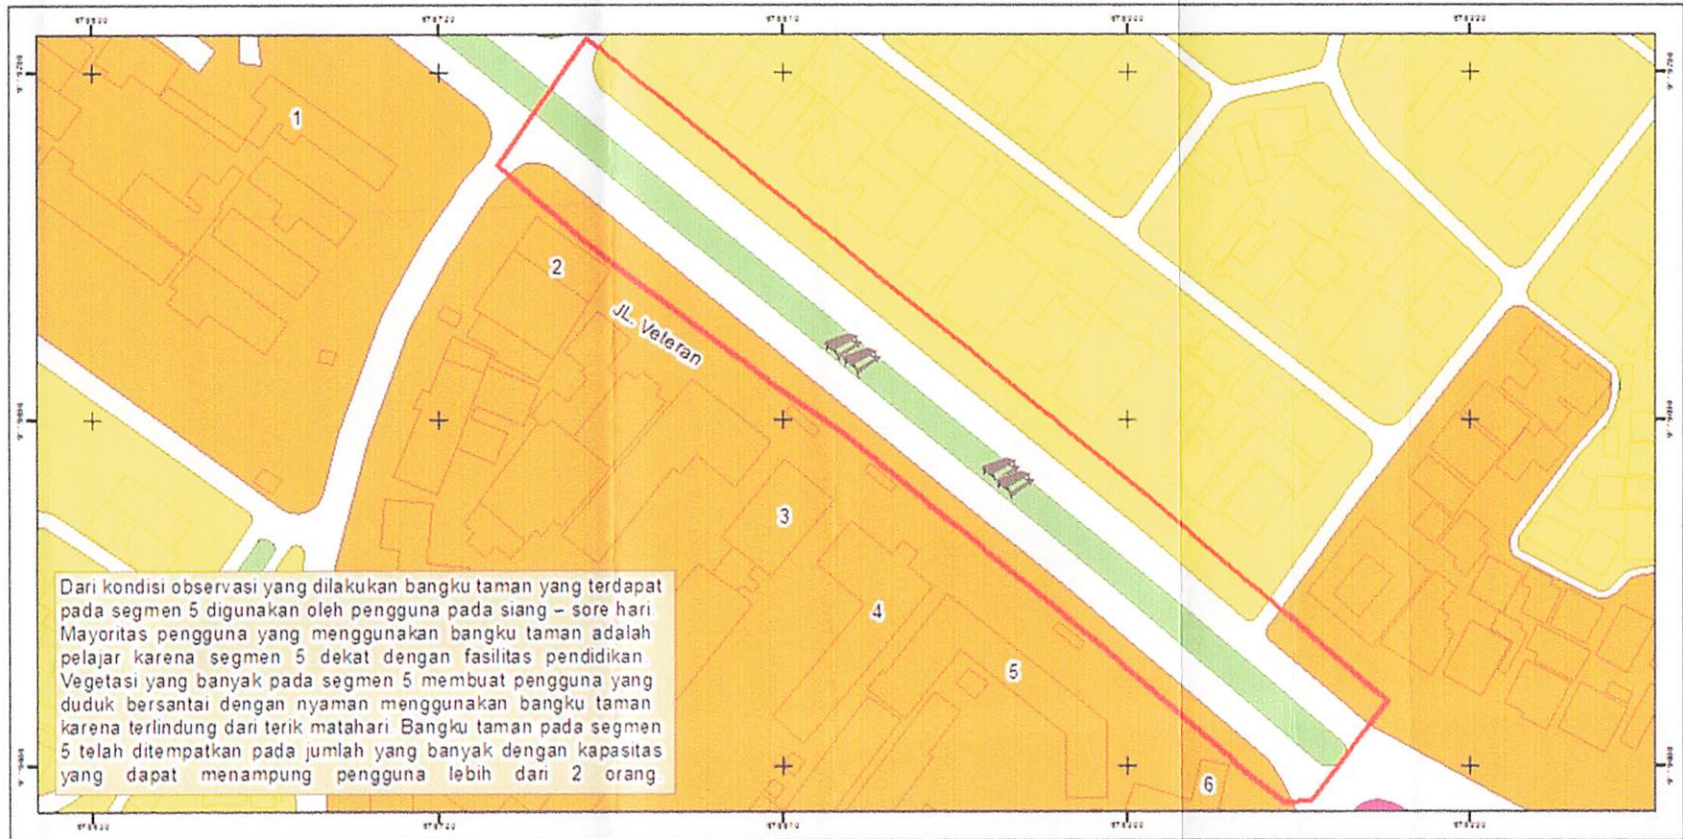 1
2
JL. Veteran
3
4
5
6
Dari kondisi observasi yang dilakukan bangku taman yang terdapat
pada segmen 5 digunakan oleh pengguna pada siang – sore hari.
Mayoritas pengguna yang menggunakan bangku taman adalah
pelajar karena segmen 5 dekat dengan fasilitas pendidikan.
Vegetasi yang banyak pada segmen 5 membuat pengguna yang
duduk bersantai dengan nyaman menggunakan bangku taman
karena terlindung dari terik matahari. Bangku taman pada segmen
5 telah ditempatkan pada jumlah yang banyak dengan kapasitas
yang dapat menampung pengguna lebih dari 2 orang.